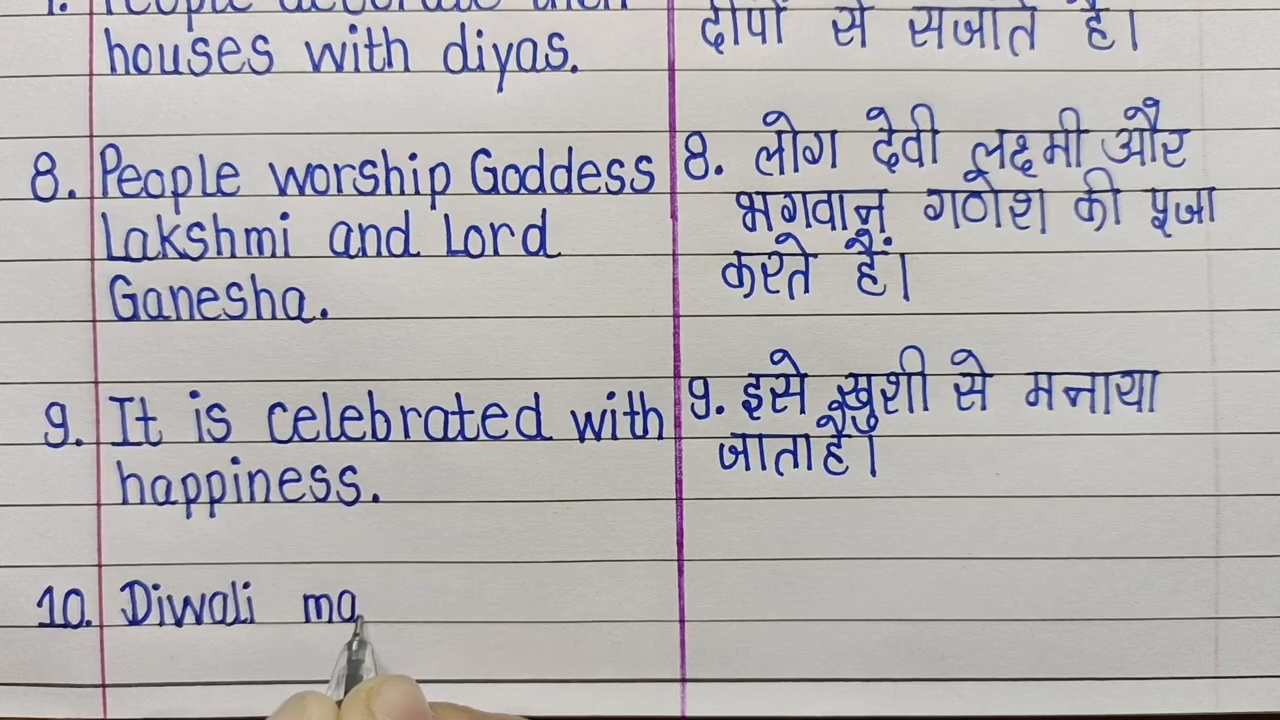 houses with diyas.
8. People worship Goddess
Lakshmi and Lord
Ganesha.
9. It is celebrated with
happiness.
10. Diwali ma
दीपों से सजाते है।
8. लोग देवी लक्ष्मी और
भगवान गणेश की पूजा
करते हैं।
9. इसे खुशी से मनाया
जाता है।